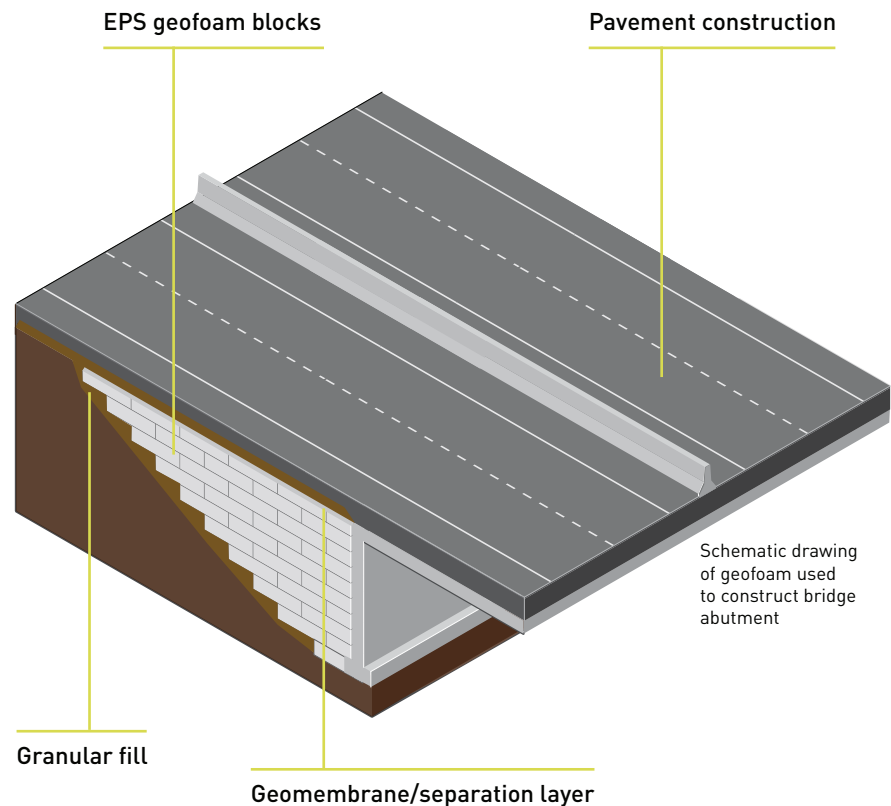 EPS geofoam blocks
Pavement construction
Schematic drawing
of geofoam used
to construct bridge
abutment
Granular fill
Geomembrane/separation layer